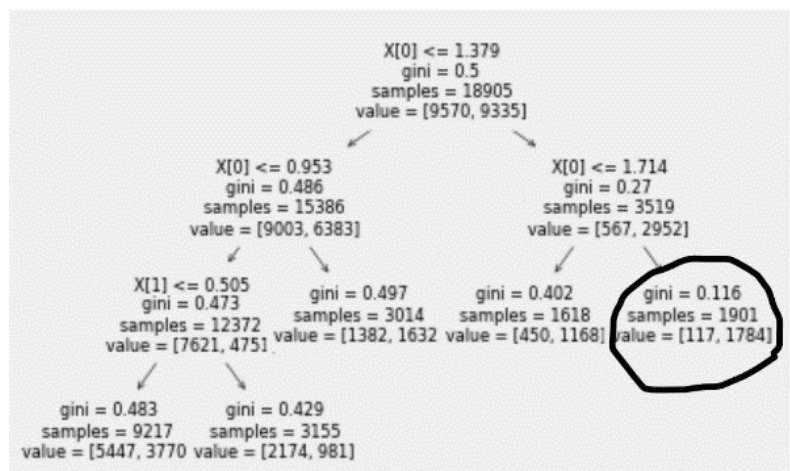 X[0] <= 1.379
gini = 0.5
samples = 18905
value = [9570, 9335]
X[0] <= 0.953
gini = 0.486
samples = 15386
value = [9003, 6383]
X[0] <= 1.714
gini = 0.27
samples = 3519
value = [567, 2952]
X[1] <= 0.505
gini = 0.473
samples = 12372
value = [7621, 475]
gini = 0.497
samples = 3014
value = [1382, 1632
gini = 0.402
samples = 1618
value = [450, 1168]
gini = 0.116
samples = 1901
value = [117, 1784]
gini = 0.483
samples = 9217
value = [5447, 3770
gini = 0.429
samples = 3155
value = [2174, 981]